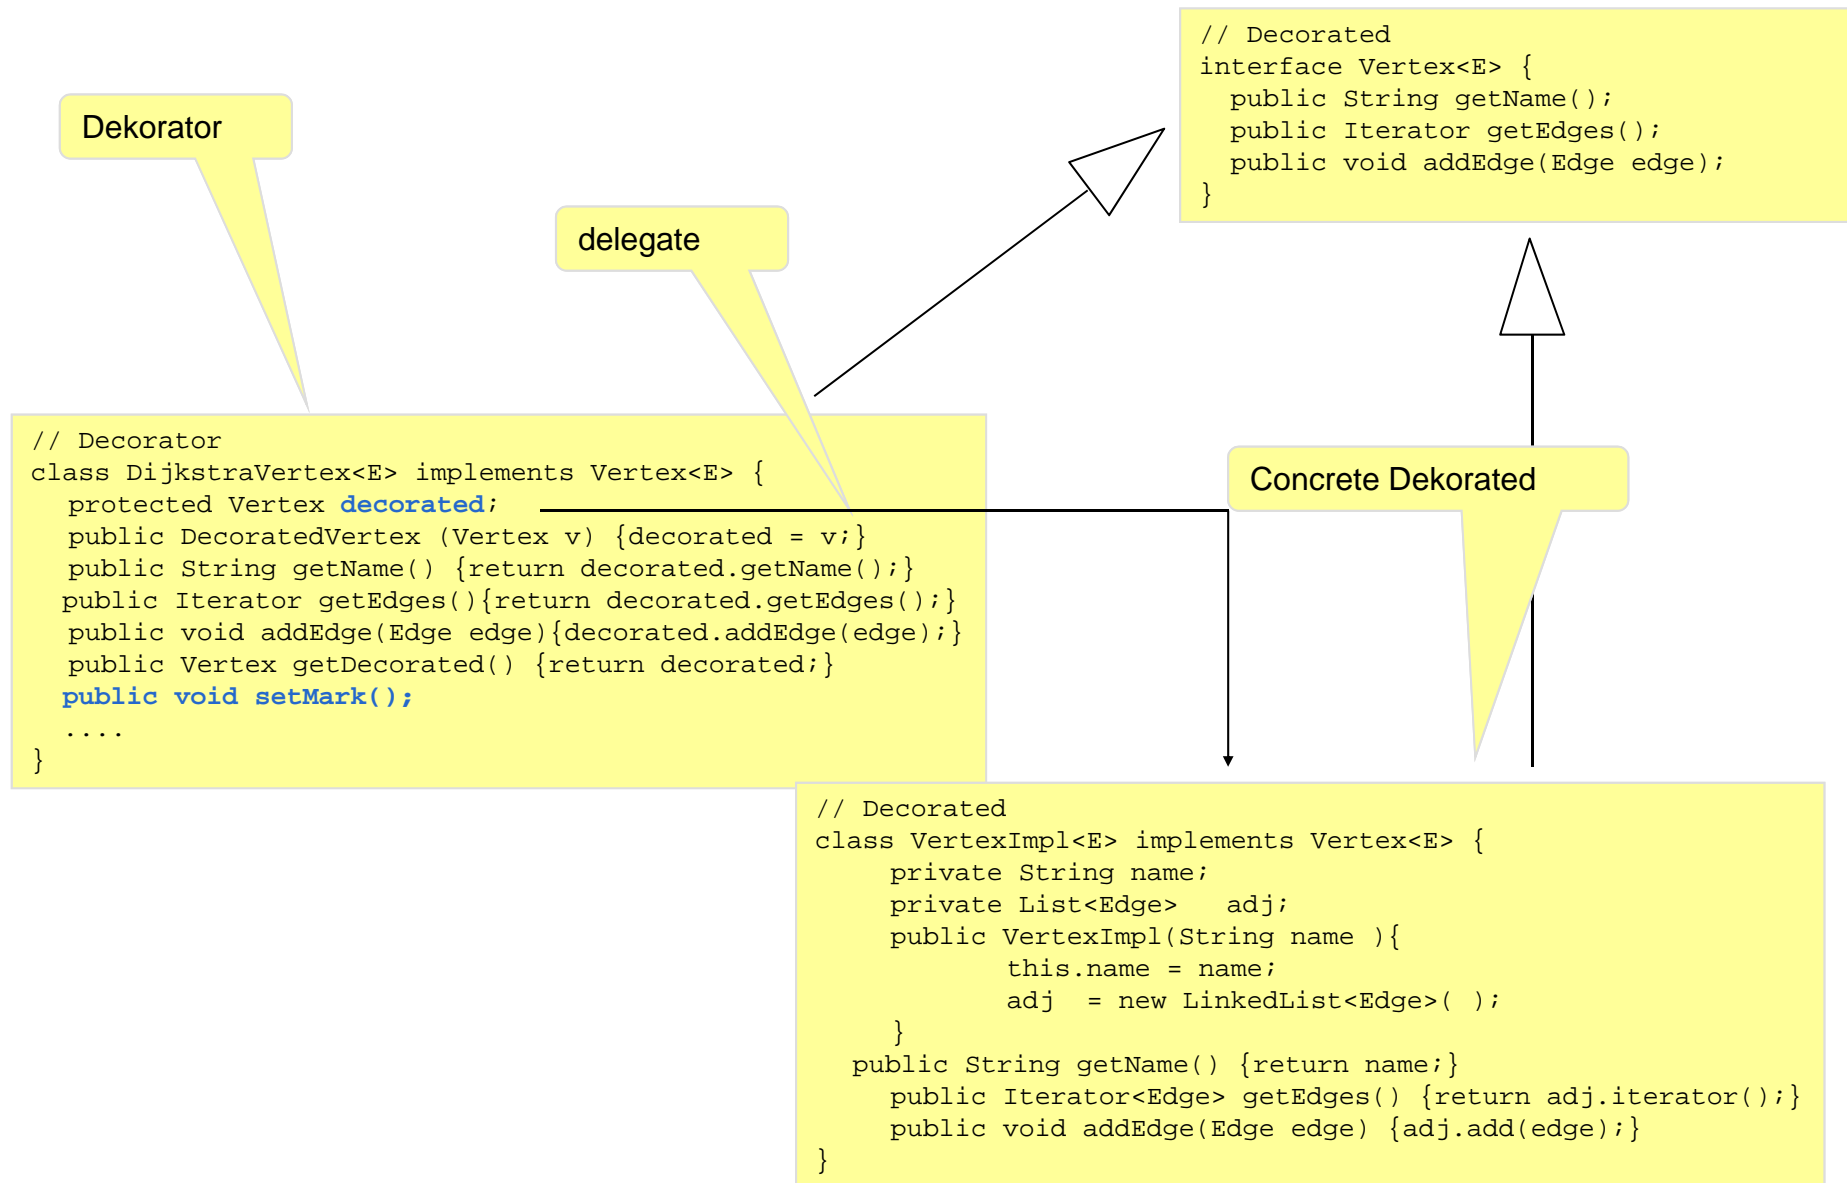 // Decorated
interface Vertex<E> {
  public String getName();
  public Iterator getEdges();
  public void addEdge(Edge edge);
}
Dekorator
delegate
// Decorator
class DijkstraVertex<E> implements Vertex<E> {
  protected Vertex decorated;
  public DecoratedVertex (Vertex v) {decorated = v;}
  public String getName() {return decorated.getName();}
  public Iterator getEdges(){return decorated.getEdges();}
  public void addEdge(Edge edge){decorated.addEdge(edge);}
  public Vertex getDecorated() {return decorated;}
  public void setMark();
  ....
}
Concrete Dekorated
// Decorated
class VertexImpl<E> implements Vertex<E> {
    private String name;
    private List<Edge>   adj;
    public VertexImpl(String name ){
        this.name = name;
        adj  = new LinkedList<Edge>( );
    }
  public String getName() {return name;}
    public Iterator<Edge> getEdges() {return adj.iterator();}
    public void addEdge(Edge edge) {adj.add(edge);}
}